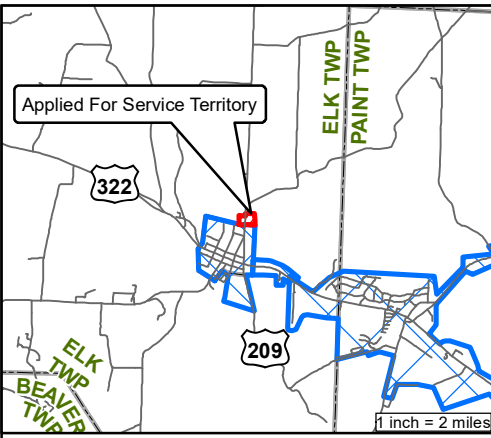 ELK TWP
PAINT TWP
Applied For Service Territory
322
209
ELK
TWP
BEAVER
TWP
1 inch = 2 miles